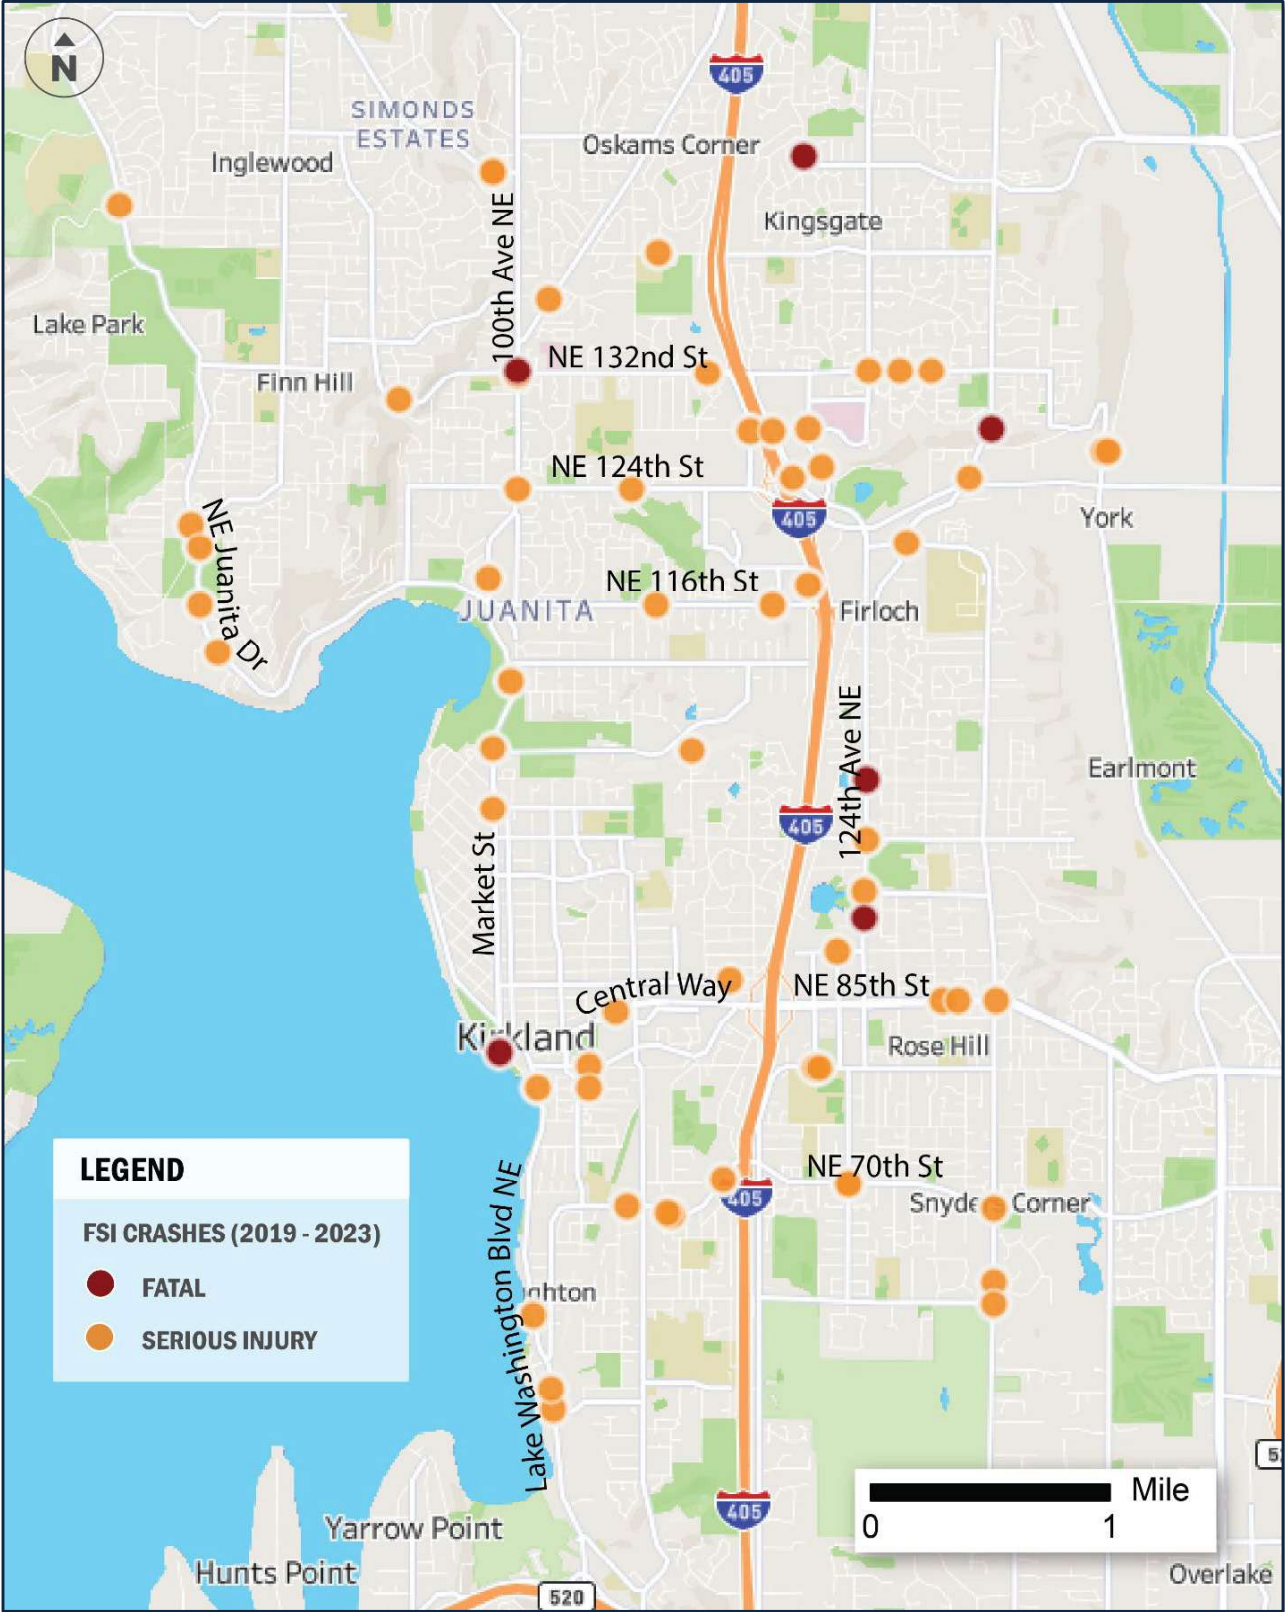 N
405
SIMONDS
ESTATES
Oskams Corner
Inglewood
Kingsgate
100th Ave NE
Lake Park
NE 132nd St
Finn Hill
NE 124th St
405
York
NE Juanita Dr
NE 116th St
JUANITA
Firloch
124th Ave NE
Earlmont
405
Market St
Central Way
NE 85th St
Kirkland
Rose Hill
LEGEND
FSI CRASHES (2019 - 2023)
FATAL
SERIOUS INJURY
NE 70th St
405
Corner
Lake Washington Blvd NE
Mile
0 1
405
Yarrow Point
Hunts Point
520
Overlake